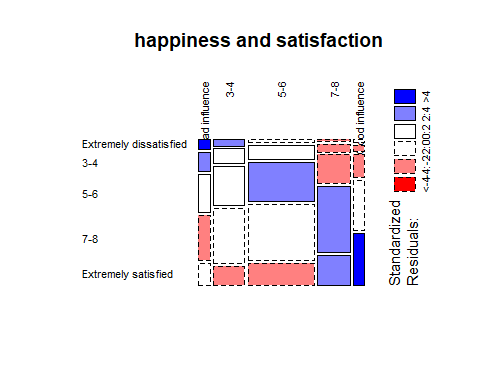 happiness and satisfaction
ad influence
3-4
5-6
7-8
ood influence
Extremely dissatisfied
3-4
5-6
7-8
Extremely satisfied
Standardized
Residuals:
<-4
-4:-2
-2:0
0:2
2:4
>4